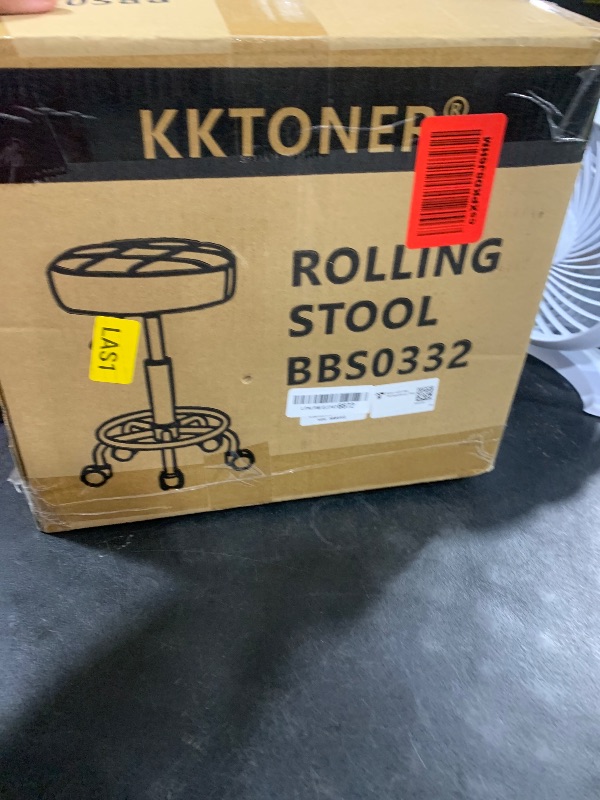 KKTONER®
ROLLING
STOOL
BBS0332
LAS1